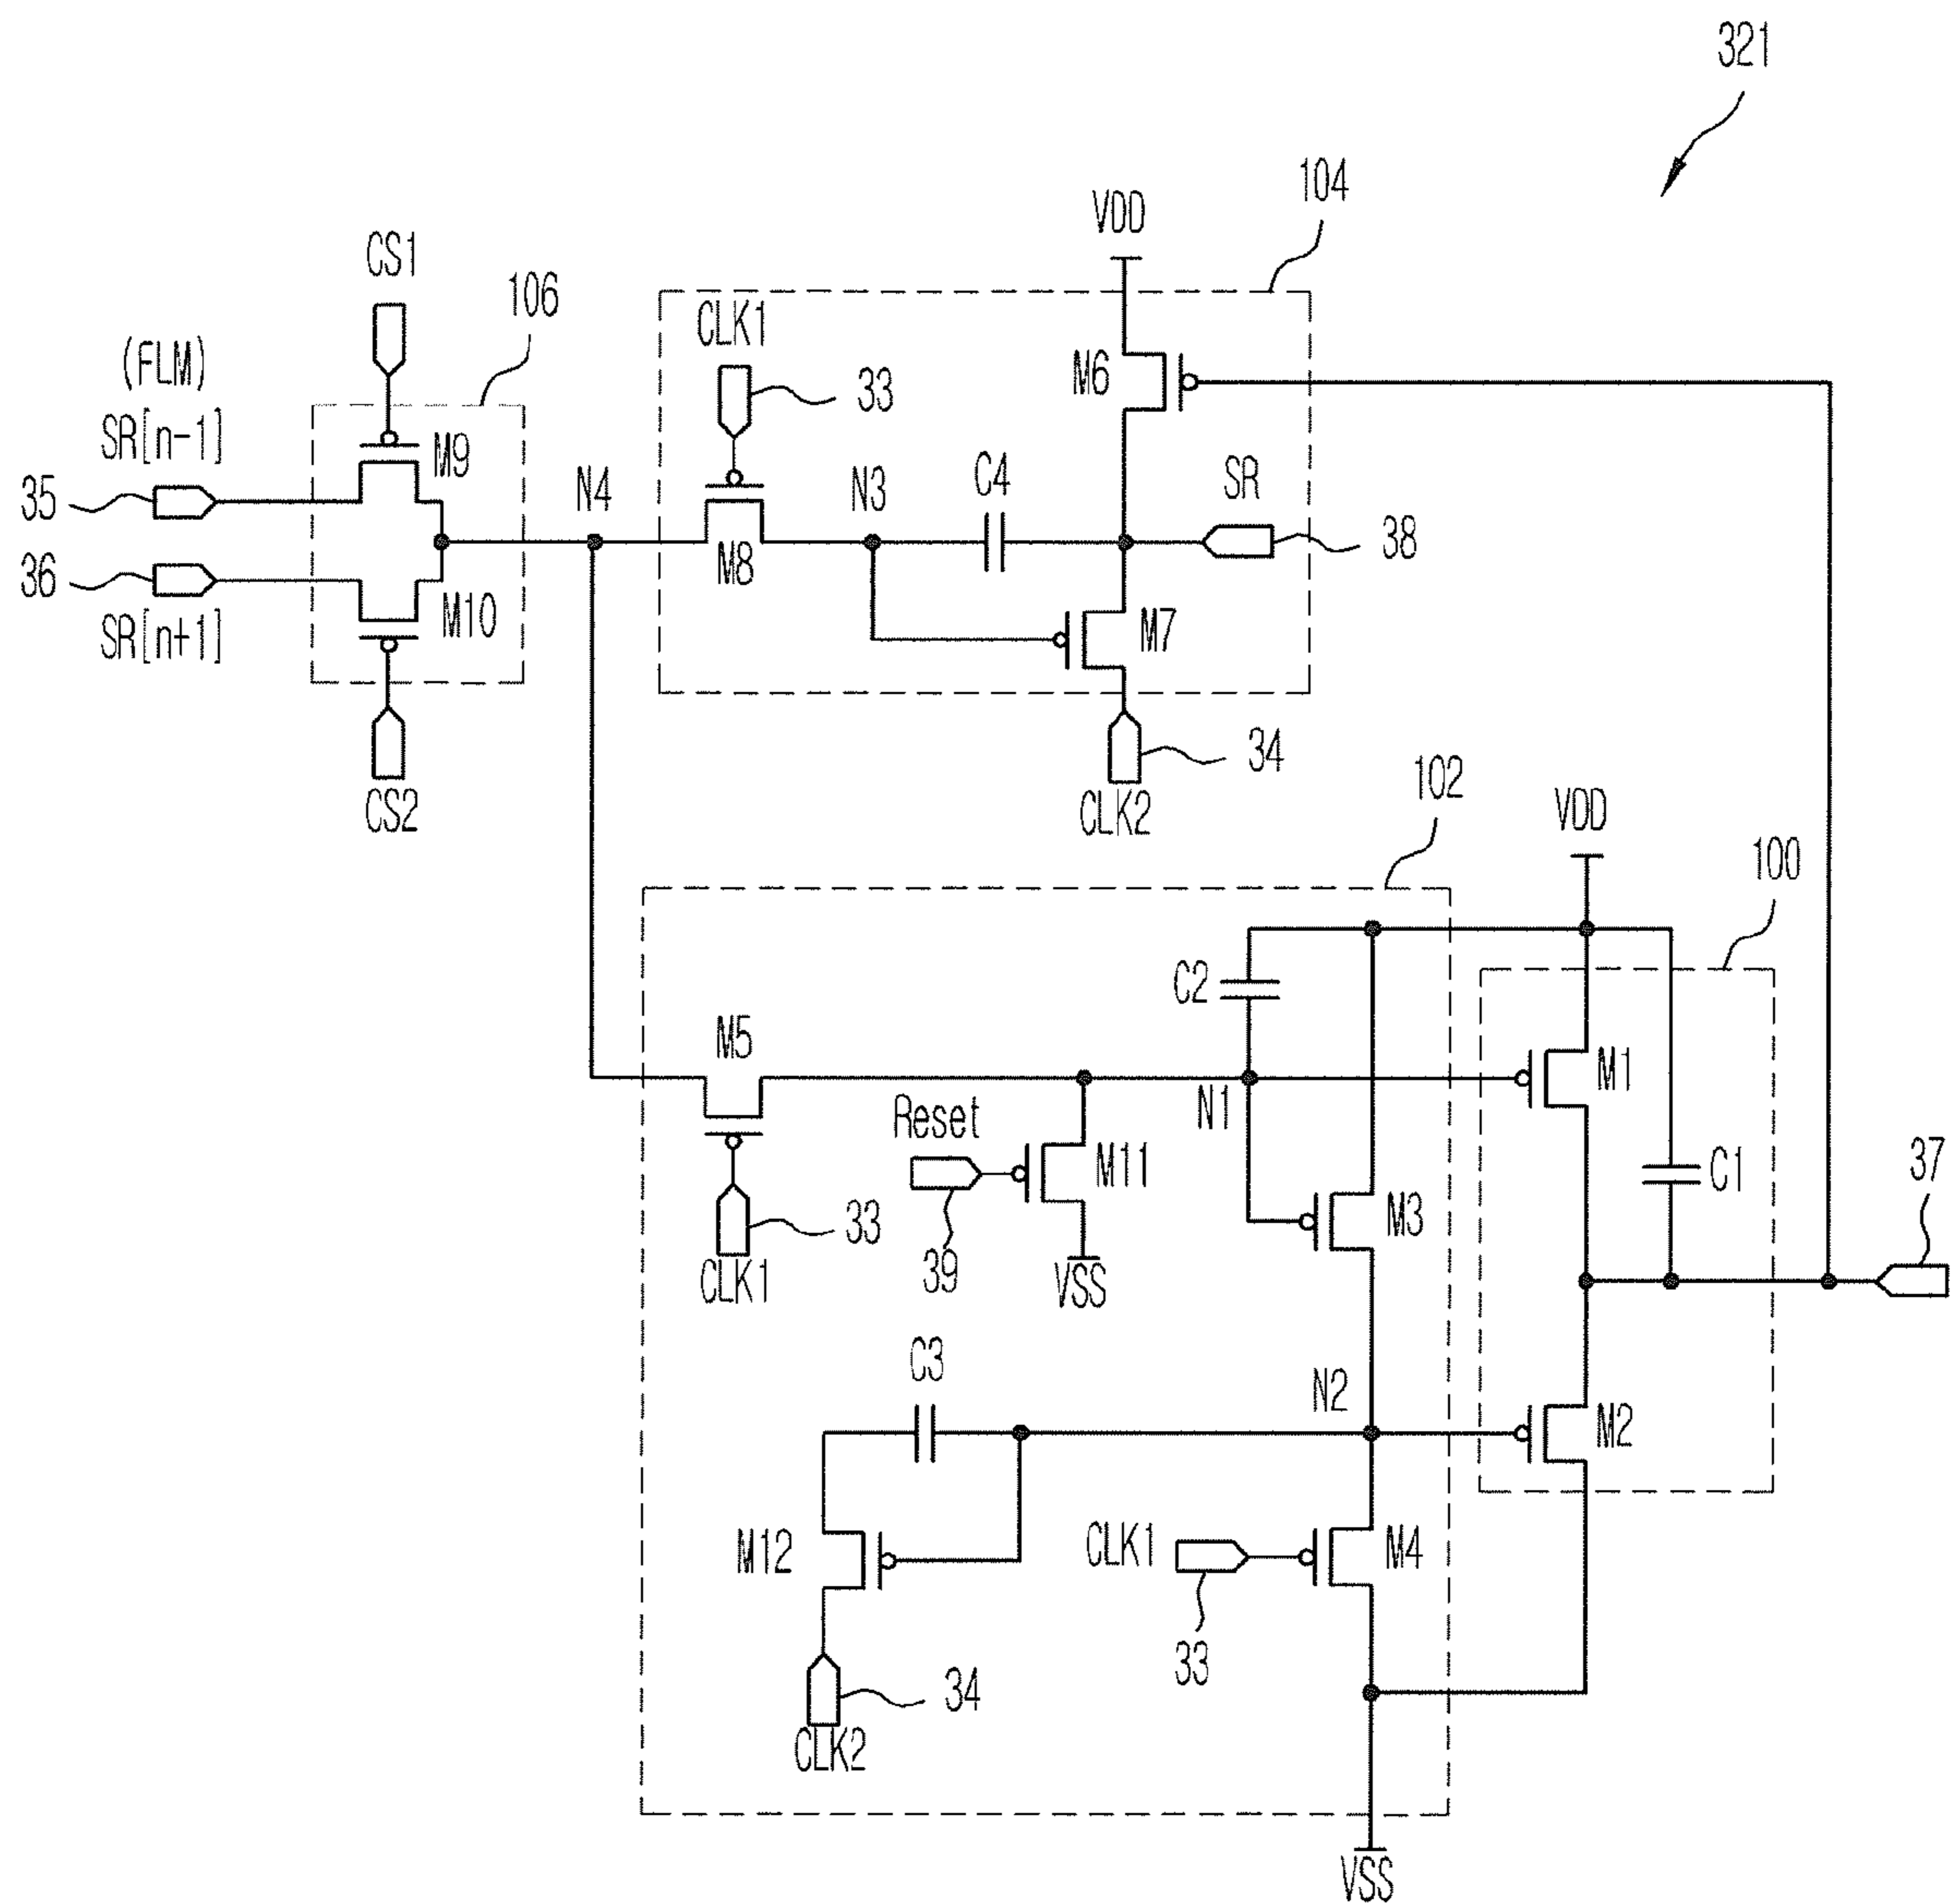 321
104
VDD
CS1
106
CLK1
(FLM)
M6
33
SR[n-1]
M9
35
N4
N3
C4
SR
38
36
M8
M10
M7
SR[n+1]
34
CS2
CLK2
102
VDD
100
C2
M5
M1
Reset
N1
M11
C1
37
M3
33
39
CLK1
VSS
C3
N2
M2
M12
CLK1
M4
33
34
CLK2
VSS